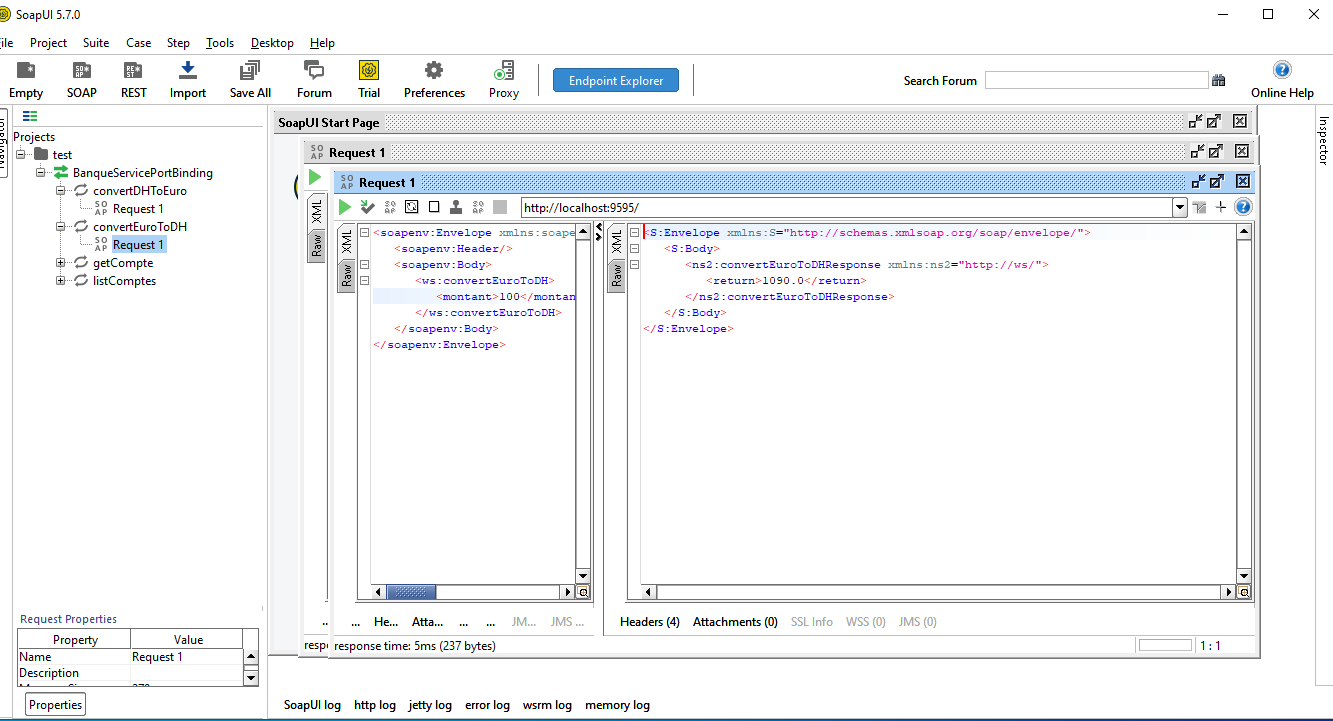 SoapUI 5.7.0
ile Project Suite Case Step Tools Desktop Help
Empty SOAP REST Import Save All Forum Trial Preferences Proxy Endpoint Explorer Search Forum Online Help
Navigator
Projects
test
BanqueServicePortBinding
convertDHToEuro
SOAP Request 1
convertEuroToDH
SOAP Request 1
getCompte
listComptes
Request Properties
Property Value
Name Request 1
Description
Properties
SoapUI Start Page
SOAP Request 1
XML
Raw
SOAP Request 1
http://localhost:9595/
XML
Raw
<soapenv:Envelope xmlns:soape
<soapenv:Header/>
<soapenv:Body>
<ws:convertEuroToDH>
<montant>100</montan
</ws:convertEuroToDH>
</soapenv:Body>
</soapenv:Envelope>
XML
Raw
<S:Envelope xmlns:S="http://schemas.xmlsoap.org/soap/envelope/">
<S:Body>
<ns2:convertEuroToDHResponse xmlns:ns2="http://ws/">
<return>1090.0</return>
</ns2:convertEuroToDHResponse>
</S:Body>
</S:Envelope>
.. ... He... Atta... ... ... JM... JMS ...
Headers (4) Attachments (0) SSL Info WSS (0) JMS (0)
respo
response time: 5ms (237 bytes)
1 : 1
SoapUI log http log jetty log error log wsrm log memory log
Inspector